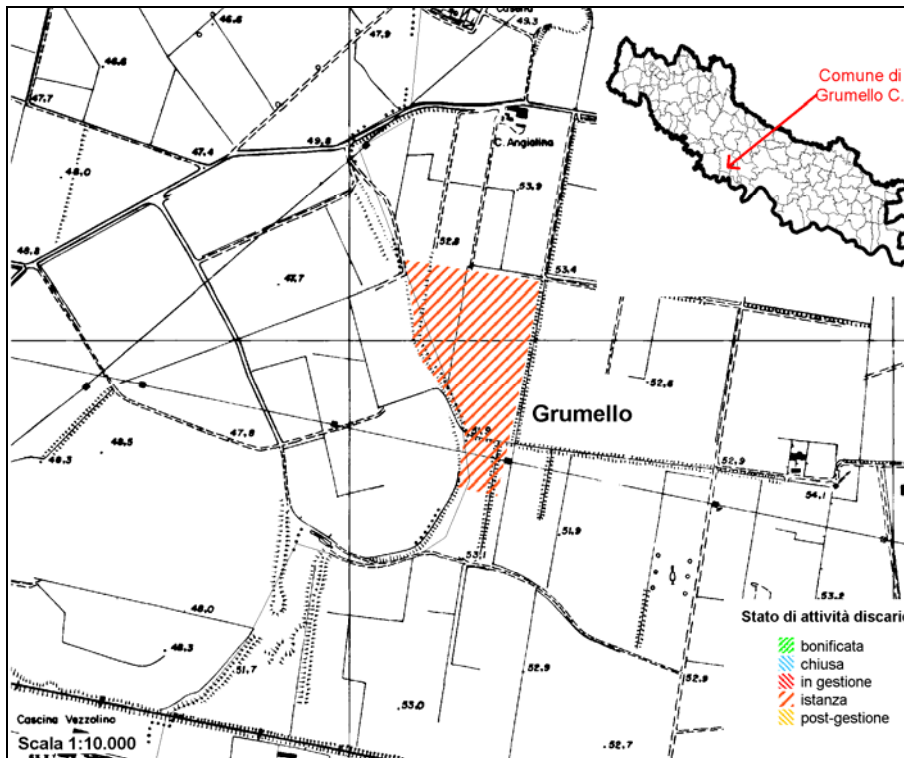 Cascina
49.3
46.6
47.9
48.6
47.7
49.8
47.4
C. Angiolina
48.0
53.9
52.8
48.8
53.4
47.7
Comune di
Grumello C.
52.6
Grumello
51.9
47.8
48.5
48.3
52.9
54.1
51.9
53.1
53.2
48.0
48.3
51.7
52.9
52.9
53.0
52.7
Stato di attività discaric
bonificata
chiusa
in gestione
istanza
post-gestione
Cascina Vezzolino
Scala 1:10.000